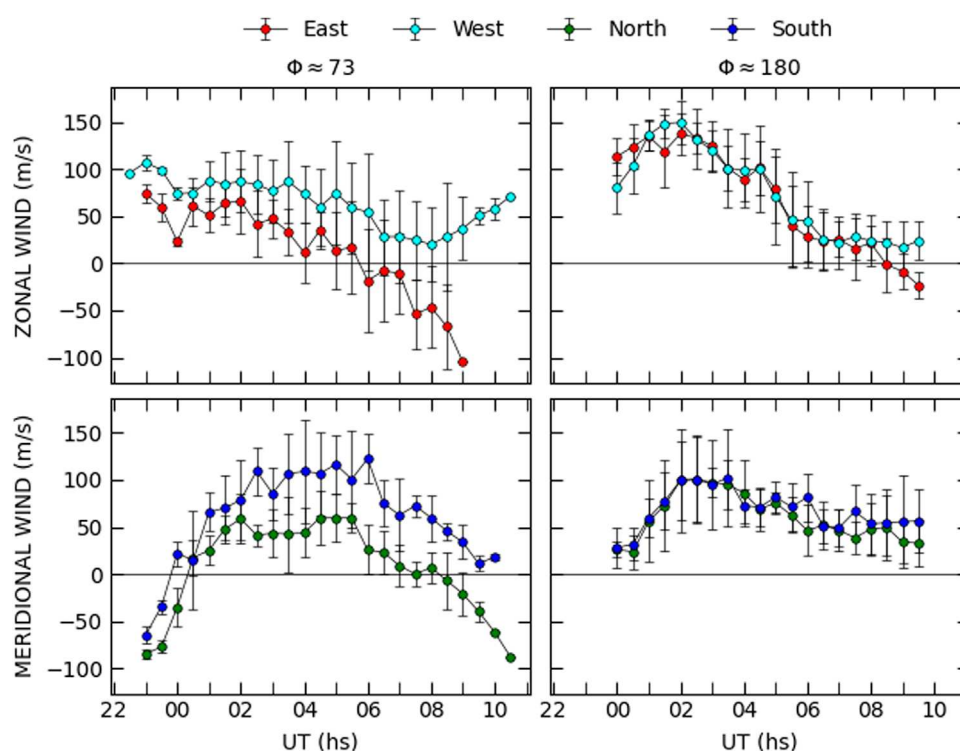 East West North South
Φ ≈ 73 Φ ≈ 180
ZONAL WIND (m/s)
150
100
50
0
−50
−100
MERIDIONAL WIND (m/s)
150
100
50
0
−50
−100
22 00 02 04 06 08 10 22 00 02 04 06 08 10
UT (hs) UT (hs)